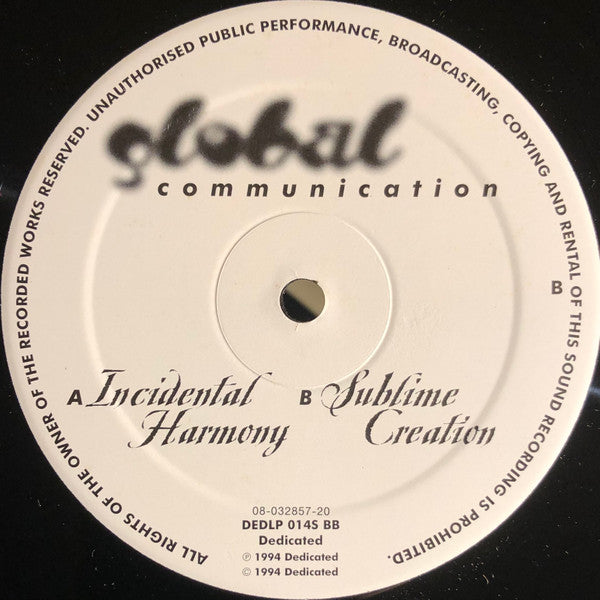 ALL RIGHTS OF THE OWNER OF THE RECORDED WORKS RESERVED. UNAUTHORISED PUBLIC PERFORMANCE, BROADCASTING, COPYING AND RENTAL OF THIS SOUND RECORDING IS PROHIBITED.
global
communication
B
A Incidental Harmony
B Sublime Creation
08-032857-20
DEDLP 014S BB
Dedicated
℗ 1994 Dedicated
© 1994 Dedicated